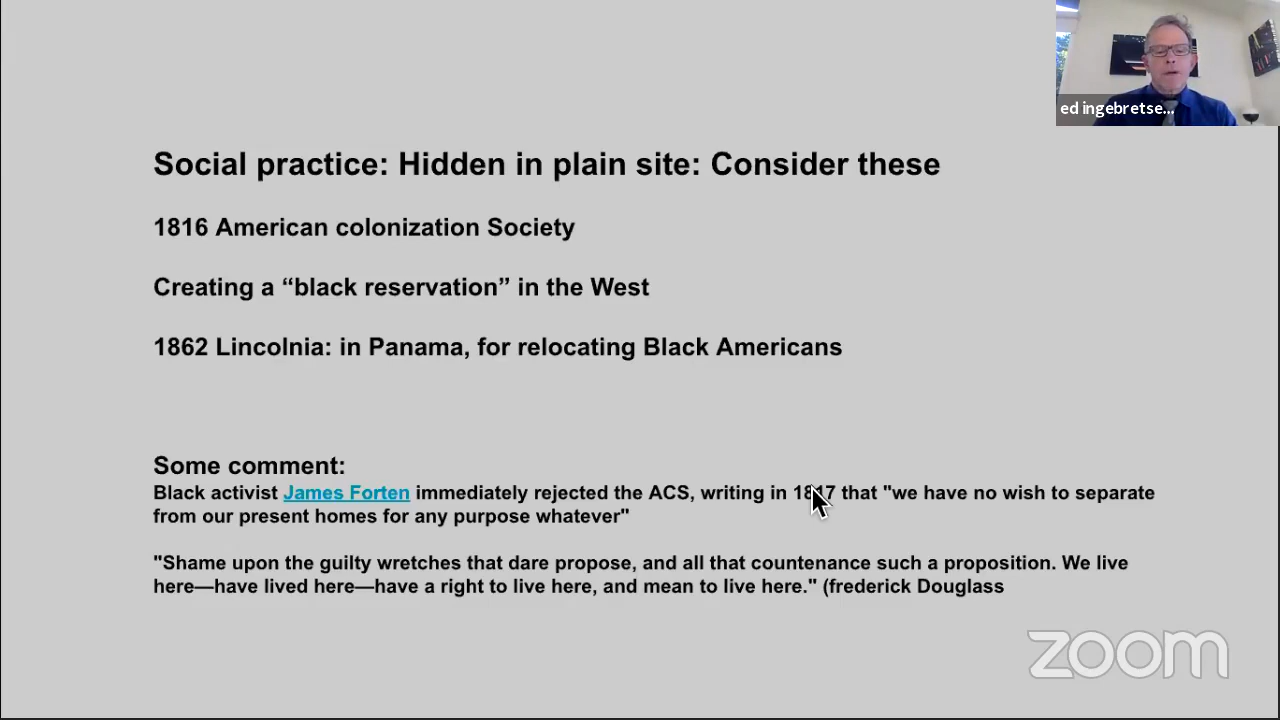 ed ingebretse...
Social practice: Hidden in plain site: Consider these
1816 American colonization Society
Creating a “black reservation” in the West
1862 Lincolnia: in Panama, for relocating Black Americans
Some comment:
Black activist James Forten immediately rejected the ACS, writing in 1817 that "we have no wish to separate
from our present homes for any purpose whatever"
"Shame upon the guilty wretches that dare propose, and all that countenance such a proposition. We live
here—have lived here—have a right to live here, and mean to live here." (frederick Douglass
zoom